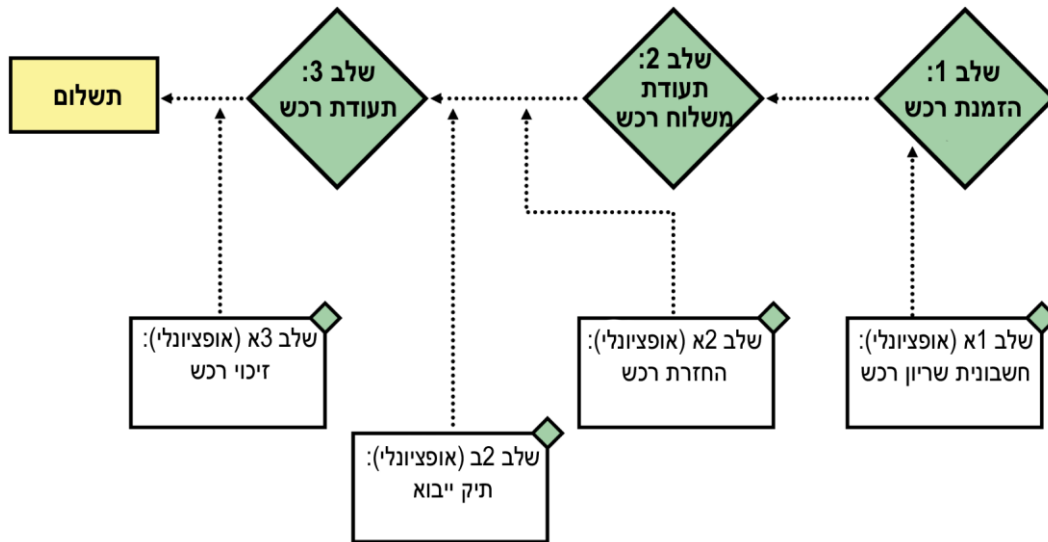 שלב 1:
הזמנת רכש
שלב 2:
תעודת
משלוח רכש
שלב 3:
תעודת רכש
תשלום
שלב 1א (אופציונלי):
חשבונית שריון רכש
שלב 2א (אופציונלי):
החזרת רכש
שלב 2ב (אופציונלי):
תיק ייבוא
שלב 3א (אופציונלי):
זיכוי רכש